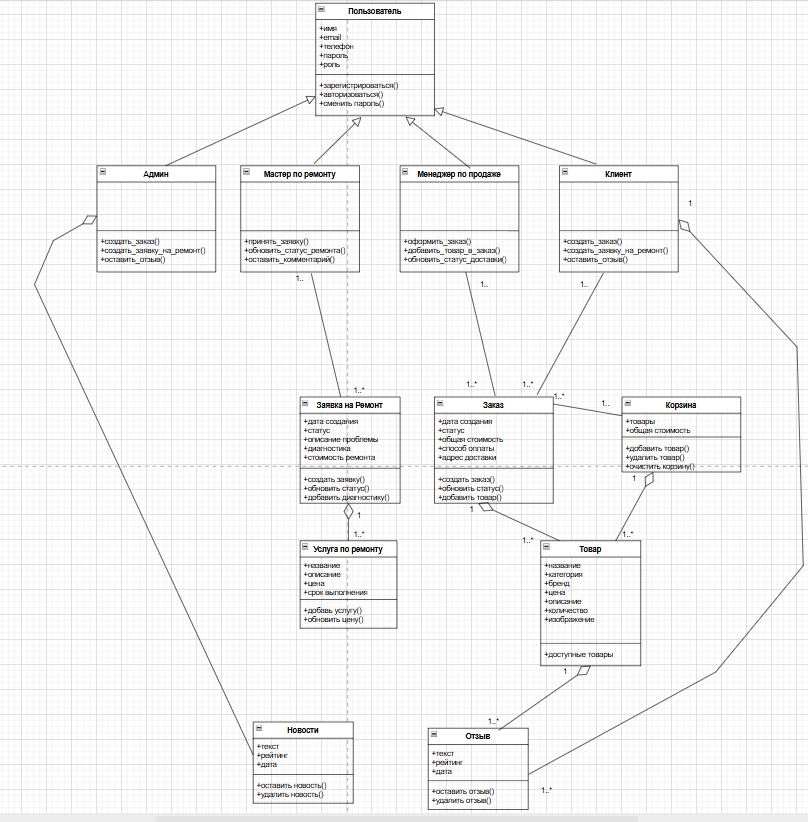 Пользователь
+имя
+email
+телефон
+пароль
+роль
+зарегистрироваться()
+авторизоваться()
+сменить пароль()
Админ
+создать_заказ()
+создать_заявку_на_ремонт()
+оставить_отзыв()
Мастер по ремонту
+принять_заявку()
+обновить_статус_ремонта()
+оставить_комментарий()
Менеджер по продаже
+оформить_заказ()
+добавить_товар_в_заказ()
+обновить_статус_доставки()
Клиент
+создать_заказ()
+создать_заявку_на_ремонт()
+оставить_отзыв()
1
1..
1..
1..
1..*
1..*
1..*
1..*
1..
Заявка на Ремонт
+дата создания
+статус
+описание проблемы
+диагностика
+стоимость ремонта
+создать заявку()
+обновить статус()
+добавить диагностику()
Заказ
+дата создания
+статус
+общая стоимость
+способ оплаты
+адрес доставки
+создать заказ()
+обновить статус()
+добавить товар()
Корзина
+товары
+общая стоимость
+добавить товар()
+удалить товар()
+очистить корзину()
1
1
1
1..*
1..*
1..*
Услуга по ремонту
+название
+описание
+цена
+срок выполнения
+добавь услугу()
+обновить цену()
Товар
+название
+категория
+бренд
+цена
+описание
+количество
+изображение
+доступные товары
1
1..*
Новости
+текст
+рейтинг
+дата
+оставить новость()
+удалить новость()
Отзыв
+текст
+рейтинг
+дата
+оставить отзыв()
+удалить отзыв()
1..*